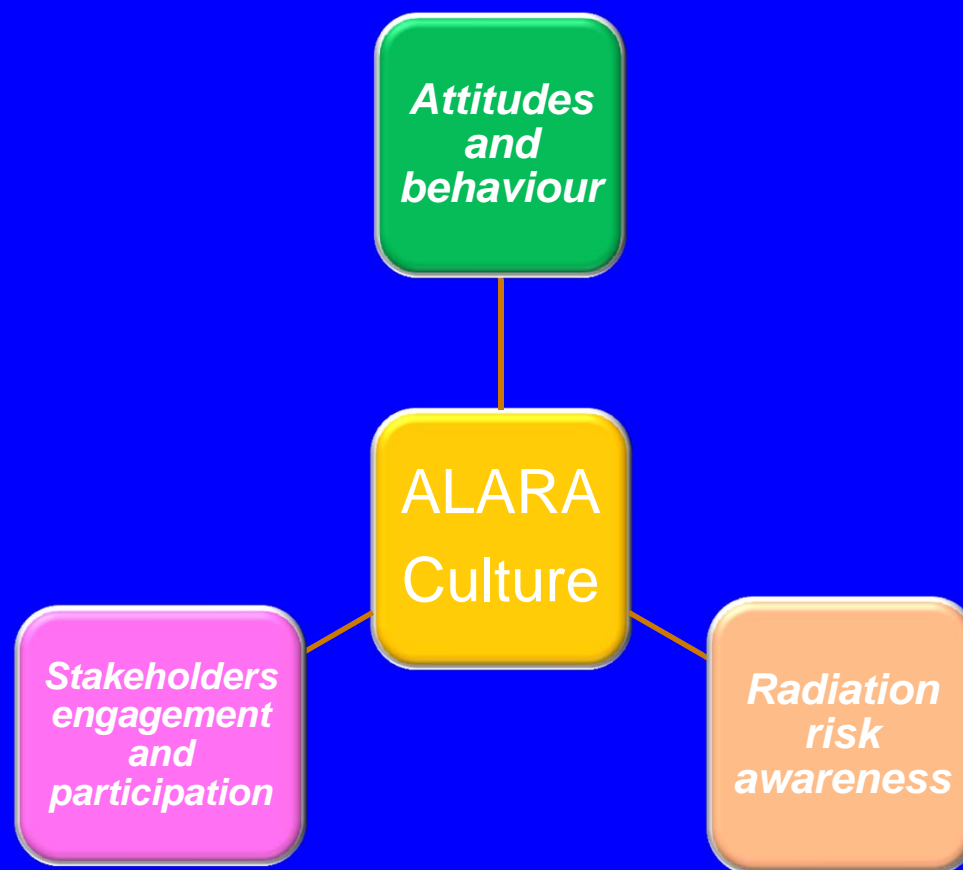 Attitudes
and
behaviour
ALARA
Culture
Stakeholders
engagement
and
participation
Radiation
risk
awareness